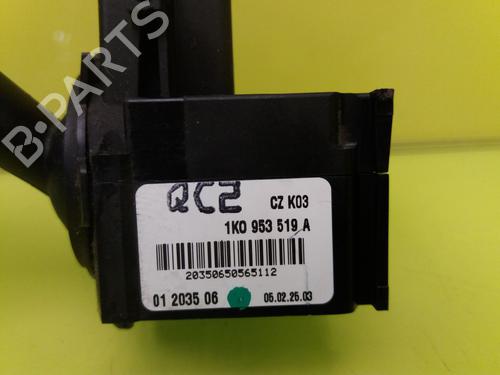 B-PARTS
QC2
CZ K03
1K0 953 519 A
20350650565112
01 2035 06
05.02.25.03